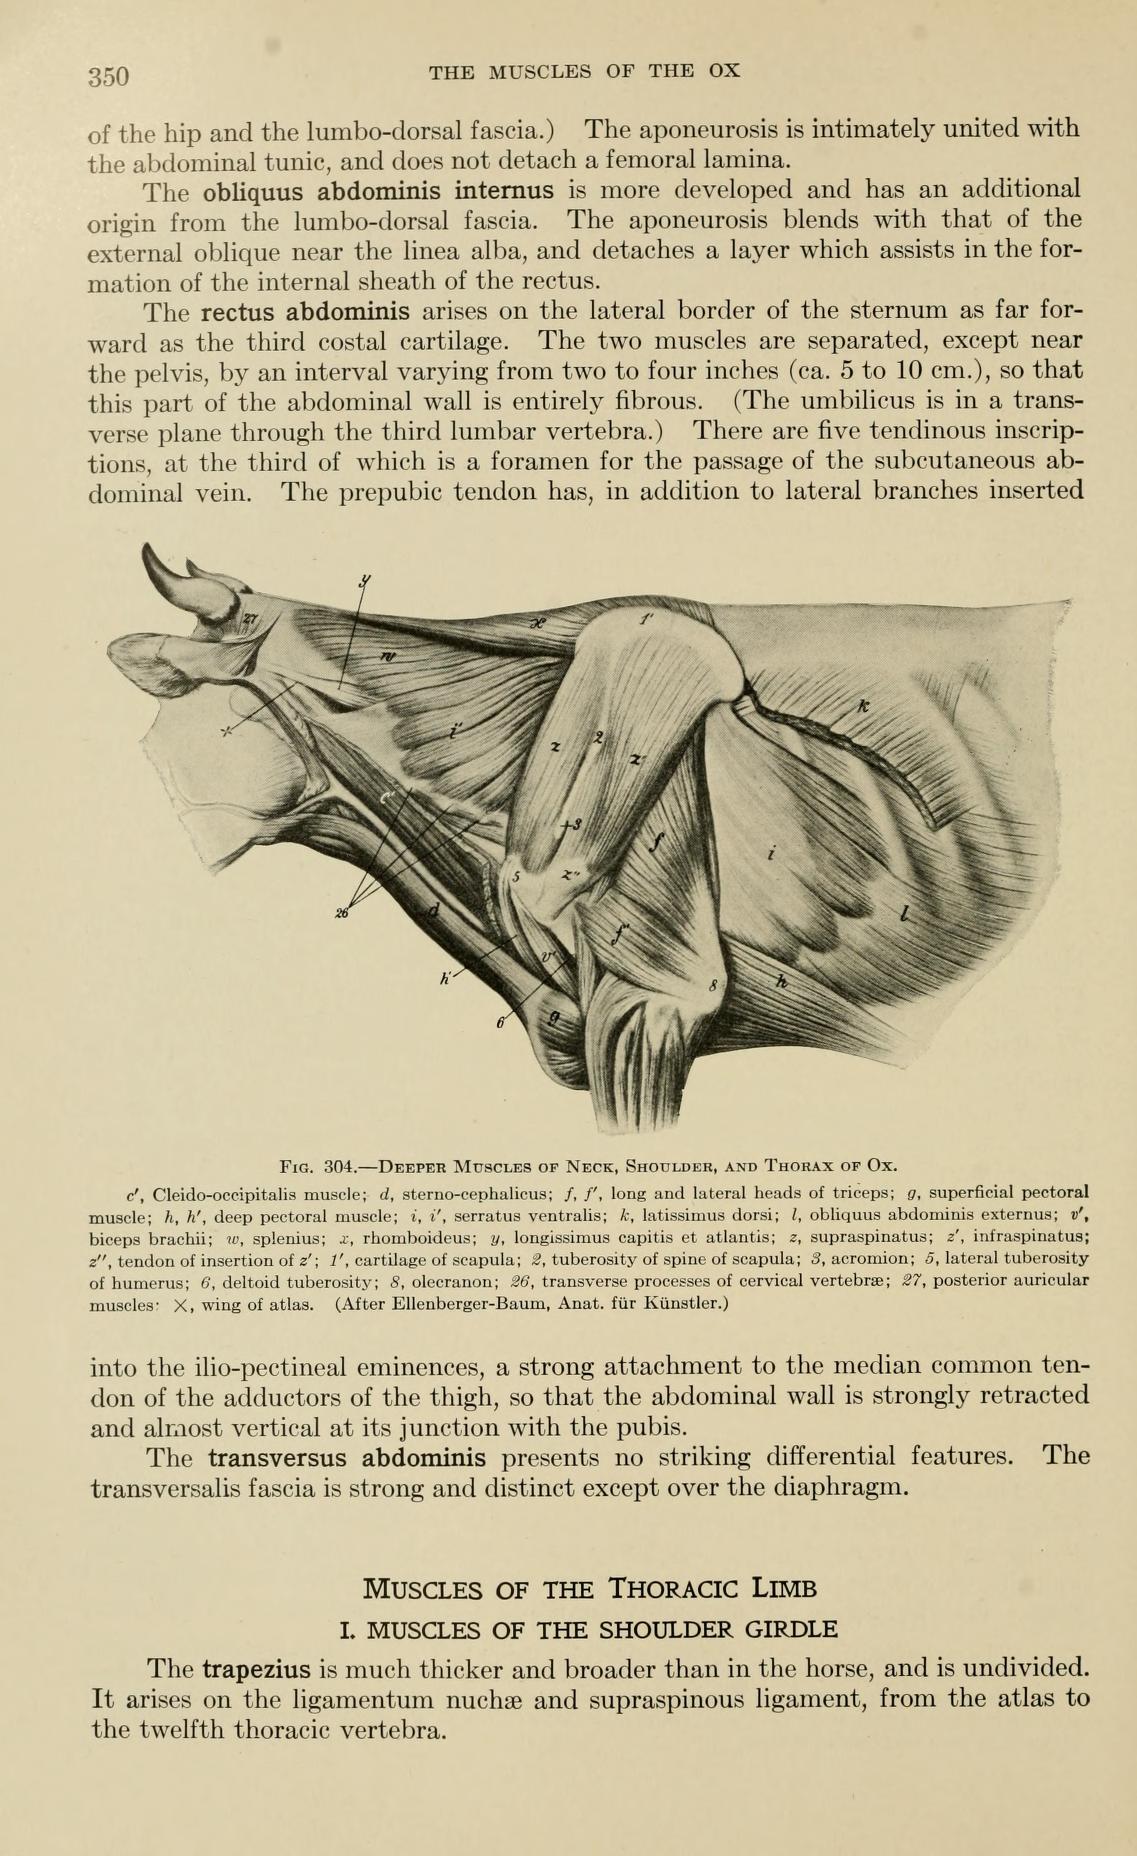 350
THE MUSCLES OF THE OX
of the hip and the lumbo-dorsal fascia.) The aponeurosis is intimately united with
the abdominal tunic, and does not detach a femoral lamina.
The obliquus abdominis internus is more developed and has an additional
origin from the lumbo-dorsal fascia. The aponeurosis blends with that of the
external oblique near the linea alba, and detaches a layer which assists in the for-
mation of the internal sheath of the rectus.
The rectus abdominis arises on the lateral border of the sternum as far for-
ward as the third costal cartilage. The two muscles are separated, except near
the pelvis, by an interval varying from two to four inches (ca. 5 to 10 cm.), so that
this part of the abdominal wall is entirely fibrous. (The umbilicus is in a trans-
verse plane through the third lumbar vertebra.) There are five tendinous inscrip-
tions, at the third of which is a foramen for the passage of the subcutaneous ab-
dominal vein. The prepubic tendon has, in addition to lateral branches inserted
y
27
x
1'
w
k
×
i'
z
2
z'
c'
+3
f
i
5
z''
26
d
l
f'
v'
h'
8
h
6
g
FIG. 304.—DEEPER MUSCLES OF NECK, SHOULDER, AND THORAX OF OX.
c', Cleido-occipitalis muscle; d, sterno-cephalicus; f, f', long and lateral heads of triceps; g, superficial pectoral
muscle; h, h', deep pectoral muscle; i, i', serratus ventralis; k, latissimus dorsi; l, obliquus abdominis externus; v',
biceps brachii; w, splenius; x, rhomboideus; y, longissimus capitis et atlantis; z, supraspinatus; z', infraspinatus;
z'', tendon of insertion of z'; 1', cartilage of scapula; 2, tuberosity of spine of scapula; 3, acromion; 5, lateral tuberosity
of humerus; 6, deltoid tuberosity; 8, olecranon; 26, transverse processes of cervical vertebræ; 27, posterior auricular
muscles: X, wing of atlas. (After Ellenberger-Baum, Anat. für Künstler.)
into the ilio-pectineal eminences, a strong attachment to the median common ten-
don of the adductors of the thigh, so that the abdominal wall is strongly retracted
and almost vertical at its junction with the pubis.
The transversus abdominis presents no striking differential features. The
transversalis fascia is strong and distinct except over the diaphragm.
MUSCLES OF THE THORACIC LIMB
I. MUSCLES OF THE SHOULDER GIRDLE
The trapezius is much thicker and broader than in the horse, and is undivided.
It arises on the ligamentum nuchæ and supraspinous ligament, from the atlas to
the twelfth thoracic vertebra.